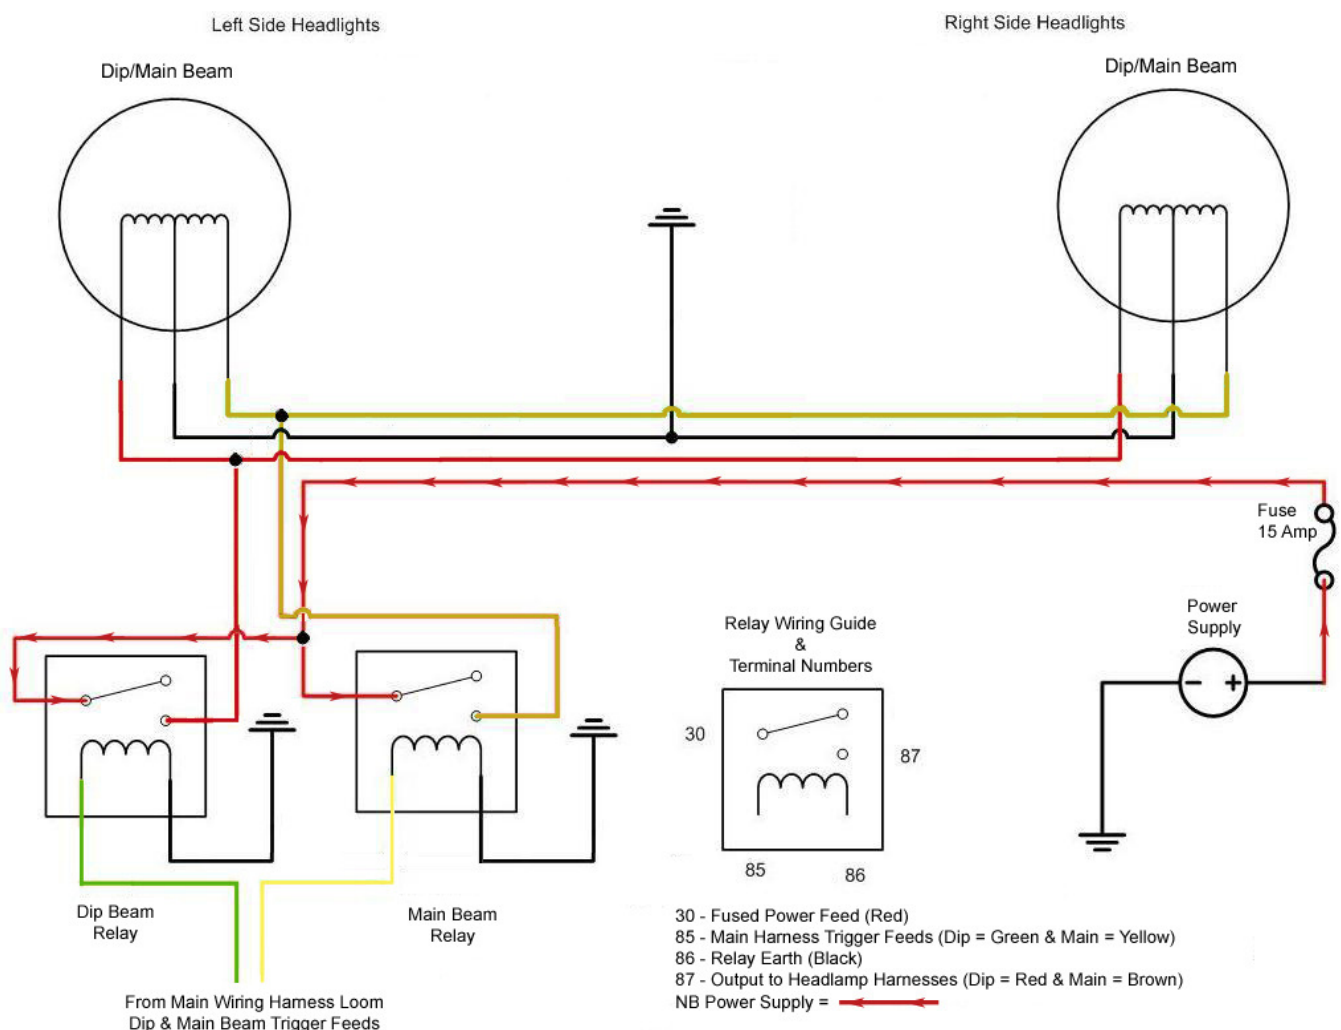 Left Side Headlights
Right Side Headlights
Dip/Main Beam
Dip/Main Beam
Fuse
15 Amp
Power
Supply
Relay Wiring Guide
&
Terminal Numbers
30
87
85
86
Dip Beam
Relay
Main Beam
Relay
30 - Fused Power Feed (Red)
85 - Main Harness Trigger Feeds (Dip = Green & Main = Yellow)
86 - Relay Earth (Black)
87 - Output to Headlamp Harnesses (Dip = Red & Main = Brown)
NB Power Supply =
From Main Wiring Harness Loom
Dip & Main Beam Trigger Feeds